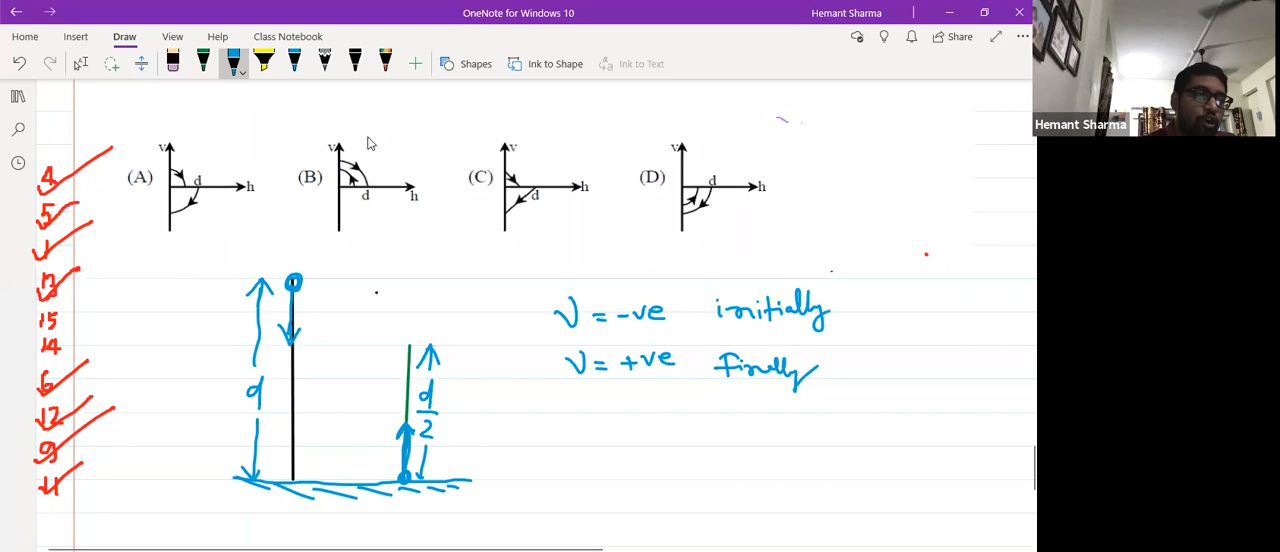 OneNote for Windows 10
Hemant Sharma
Home Insert Draw View Help Class Notebook
Share
Shapes Ink to Shape Ink to Text
Hemant Sharma
(A) v d h
(B) v d h
(C) v d h
(D) v d h
4
5
1
13
15
14
6
12
9
4
d
d/2
v = -ve initially
v = +ve Finally